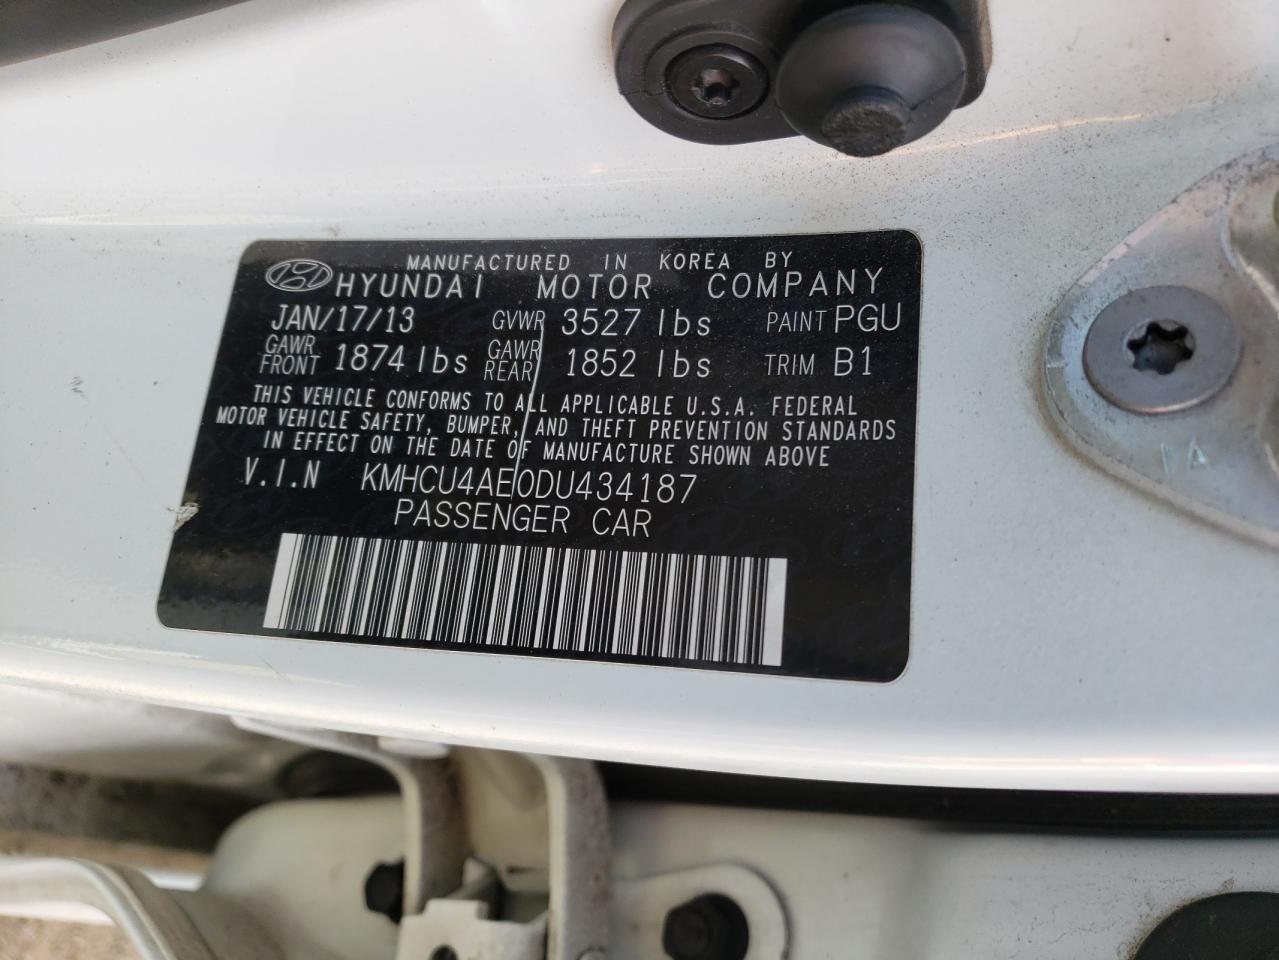 MANUFACTURED IN KOREA BY
HYUNDAI MOTOR COMPANY
JAN/17/13 GVWR 3527 lbs PAINT PGU
GAWR FRONT 1874 lbs GAWR REAR 1852 lbs TRIM B1
THIS VEHICLE CONFORMS TO ALL APPLICABLE U.S.A. FEDERAL
MOTOR VEHICLE SAFETY, BUMPER, AND THEFT PREVENTION STANDARDS
IN EFFECT ON THE DATE OF MANUFACTURE SHOWN ABOVE
V.I.N KMHCU4AE0DU434187
PASSENGER CAR
1A